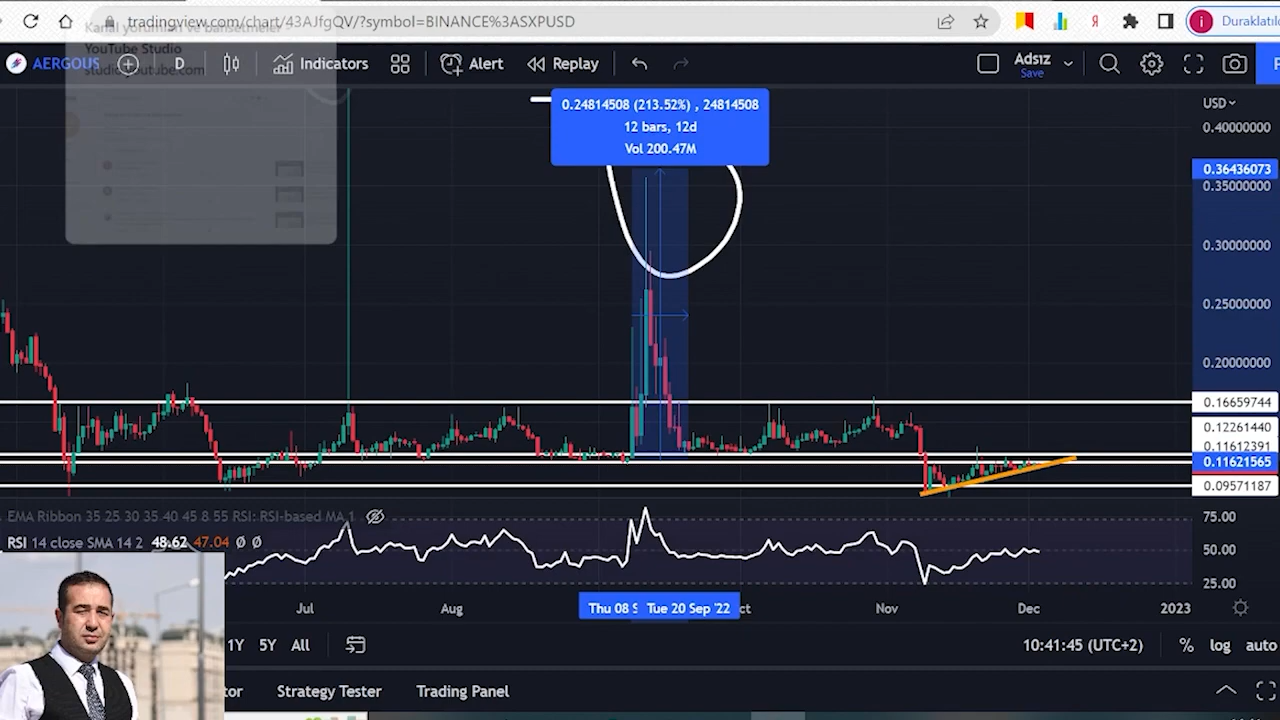 tradingview.com/chart/43AJfgQV/?symbol=BINANCE%3ASXPUSD
Duraklatıl
YouTube Studio
studio.youtube.com
AERGOUS
D
Indicators
Alert
Replay
Adsız
Save
USD
0.24814508 (213.52%) , 24814508
12 bars, 12d
Vol 200.47M
0.40000000
0.36436073
0.35000000
0.30000000
0.25000000
0.20000000
0.16659744
0.12261440
0.11612391
0.11621565
0.09571187
EMA Ribbon 35 25 30 35 40 45 8 55 RSI: RSI-based MA 1
RSI 14 close SMA 14 2 48.62 47.04 Ø Ø
75.00
50.00
25.00
Jul
Aug
Thu 08 S
Tue 20 Sep '22
ct
Nov
Dec
2023
1Y 5Y All
10:41:45 (UTC+2)
% log auto
tor
Strategy Tester
Trading Panel